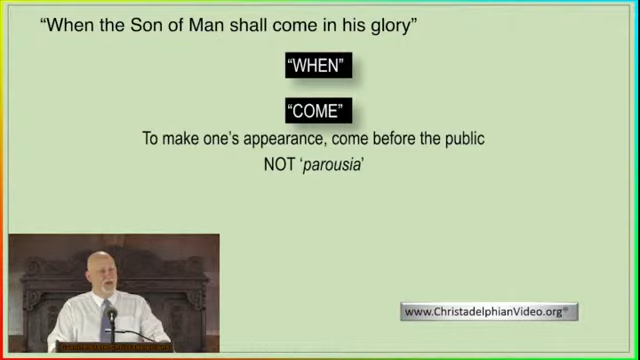 “When the Son of Man shall come in his glory”
“WHEN”
“COME”
To make one’s appearance, come before the public
NOT ‘parousia’
www.ChristadelphianVideo.org®